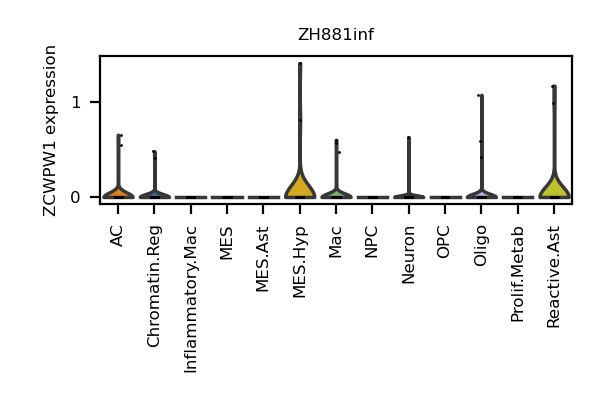 ZH881inf
ZCWPW1 expression
1
0
AC
Chromatin.Reg
Inflammatory.Mac
MES
MES.Ast
MES.Hyp
Mac
NPC
Neuron
OPC
Oligo
Prolif.Metab
Reactive.Ast